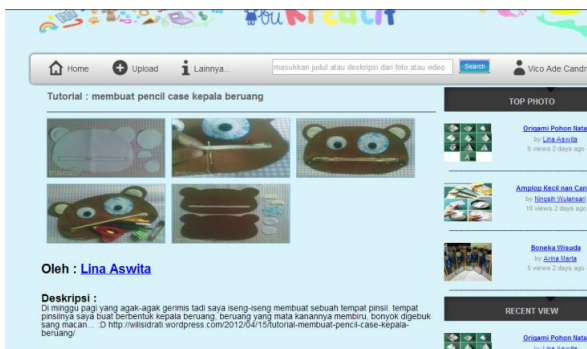 You Kreatif
Home
Upload
Lainnya...
masukkan judul atau deskripsi dari foto atau video
Search
Vico Ade Candr
Tutorial : membuat pencil case kepala beruang
Oleh : Lina Aswita
Deskripsi :
Di minggu pagi yang agak-agak gerimis tadi saya iseng-iseng membuat sebuah tempat pinsil. tempat
pinsilnya saya buat berbentuk kepala beruang, beruang yang mata kanannya membiru, bonyok digebuk
sang macan... :D http://wilisidrati.wordpress.com/2012/04/15/tutorial-membuat-pencil-case-kepala-
beruang/
TOP PHOTO
Origami Pohon Nata
by Lina Aswita
8 views 2 days ago
Amplop Kecil nan Can
by Ningsih Wulansari
10 views 2 days ago
Boneka Wisuda
by Arina Marta
5 views 2 days ago
RECENT VIEW
Origami Pohon Nata
by Lina Aswita